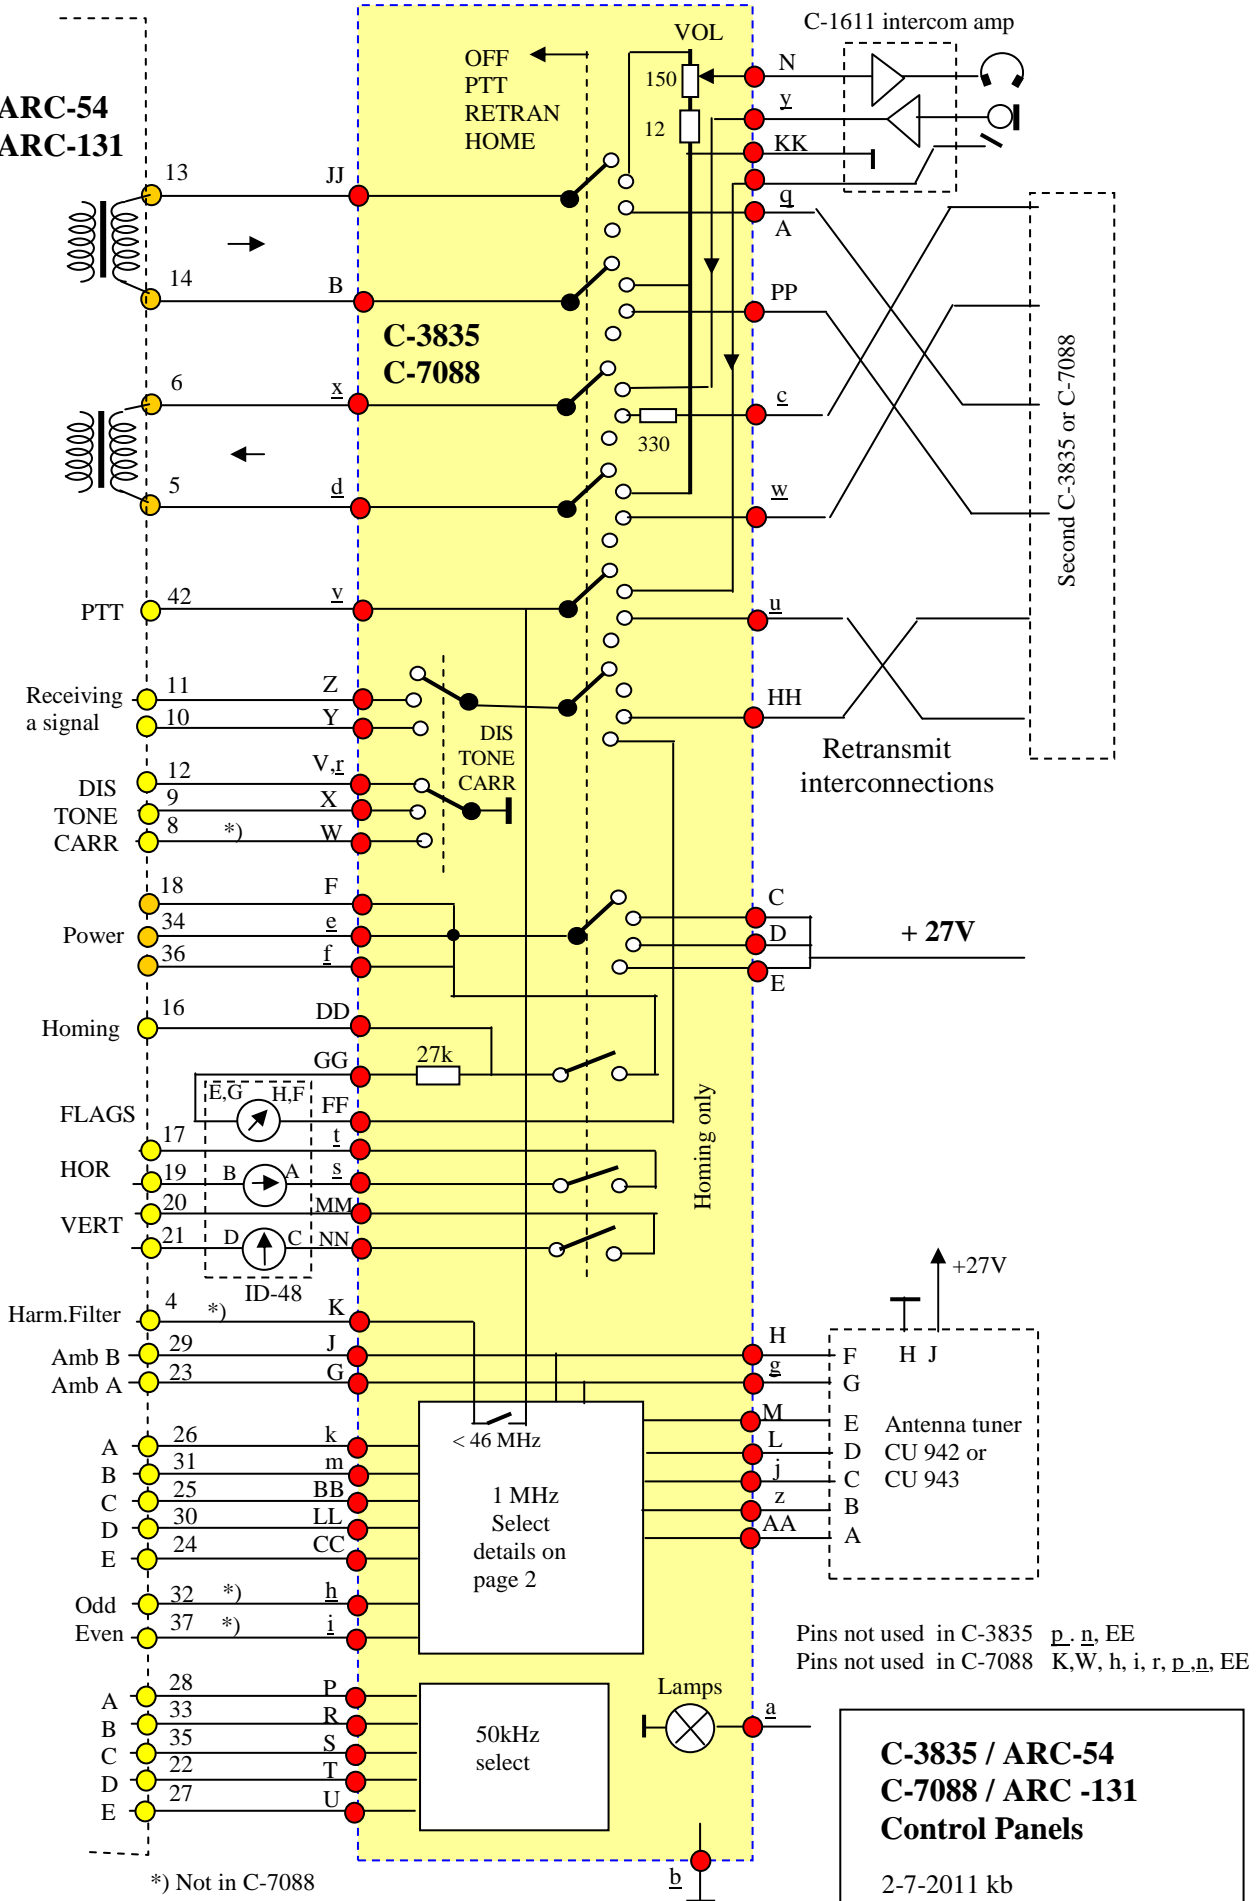 C-1611 intercom amp
VOL
OFF
PTT
RETRAN
HOME
150
12
N
y
KK
q
A
ARC-54
ARC-131
13
JJ
14
B
PP
C-3835
C-7088
6
x
c
330
5
d
w
Second C-3835 or C-7088
PTT
42
v
u
Receiving
a signal
11
Z
10
Y
HH
DIS
TONE
CARR
Retransmit
interconnections
DIS
TONE
CARR
12
V,r
9
X
8
*)
W
Power
18
F
34
e
36
f
C
D
E
+ 27V
Homing
16
DD
GG
27k
E,G
H,F
FF
FLAGS
17
t
HOR
19
B
A
s
20
MM
VERT
21
D
C
NN
ID-48
Homing only
Harm.Filter
4
*)
K
Amb B
29
J
Amb A
23
G
H
g
+27V
H J
F
G
E
D
C
B
A
M
L
j
z
AA
Antenna tuner
CU 942 or
CU 943
< 46 MHz
1 MHz
Select
details on
page 2
A
26
k
B
31
m
C
25
BB
D
30
LL
E
24
CC
Odd
32
*)
h
Even
37
*)
i
Pins not used in C-3835 p . n, EE
Pins not used in C-7088 K,W, h, i, r, p ,n, EE
A
28
P
B
33
R
C
35
S
D
22
T
E
27
U
50kHz
select
Lamps
a
b
*) Not in C-7088
C-3835 / ARC-54
C-7088 / ARC -131
Control Panels
2-7-2011 kb